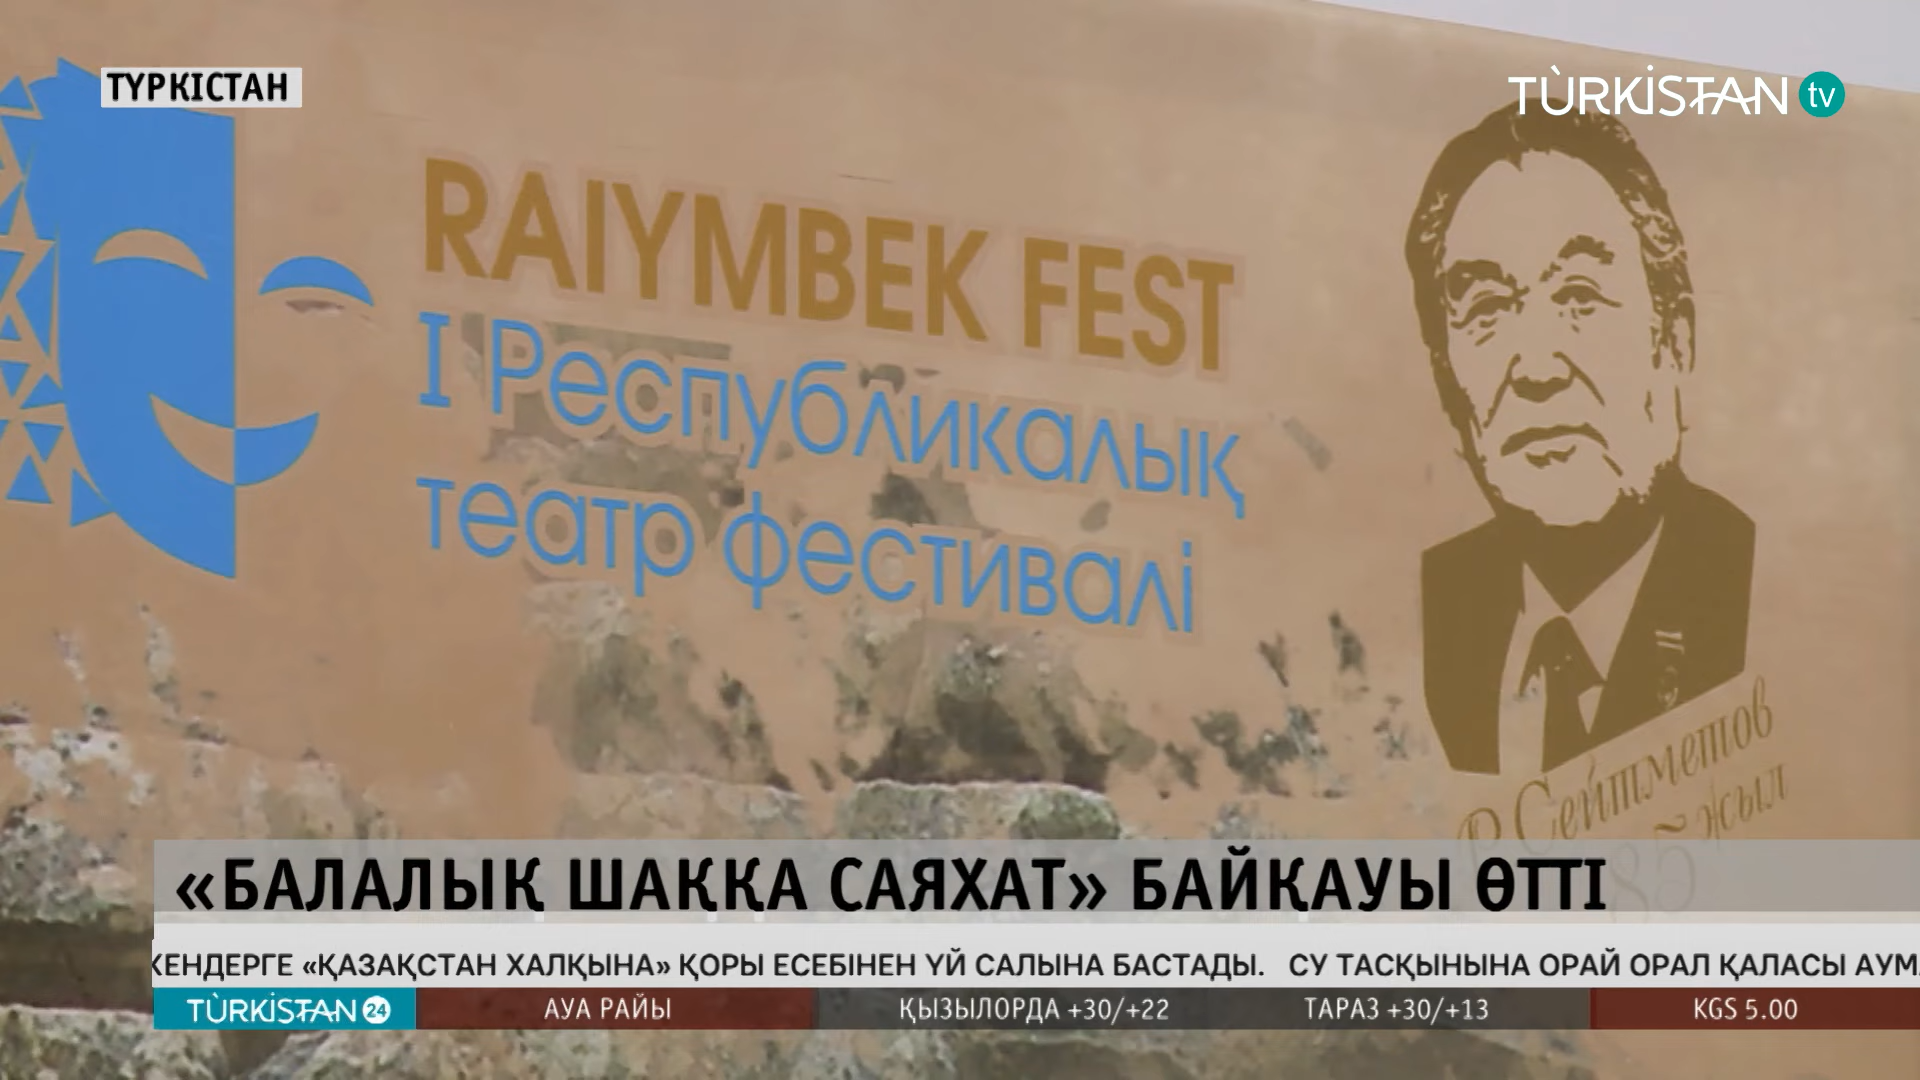 ТҮРКІСТАН
TÜRKİSTAN tv
RAIYMBEK FEST
I Республикалық
театр фестивалі
Р Сейтметов
85 жыл
«БАЛАЛЫҚ ШАҚҚА САЯХАТ» БАЙҚАУЫ ӨТТІ
КЕНДЕРГЕ «ҚАЗАҚСТАН ХАЛҚЫНА» ҚОРЫ ЕСЕБІНЕН ҮЙ САЛЫНА БАСТАДЫ. СУ ТАСҚЫНЫНА ОРАЙ ОРАЛ ҚАЛАСЫ АУМ
TÜRKİSTAN 24 АУА РАЙЫ ҚЫЗЫЛОРДА +30/+22 ТАРАЗ +30/+13 KGS 5.00